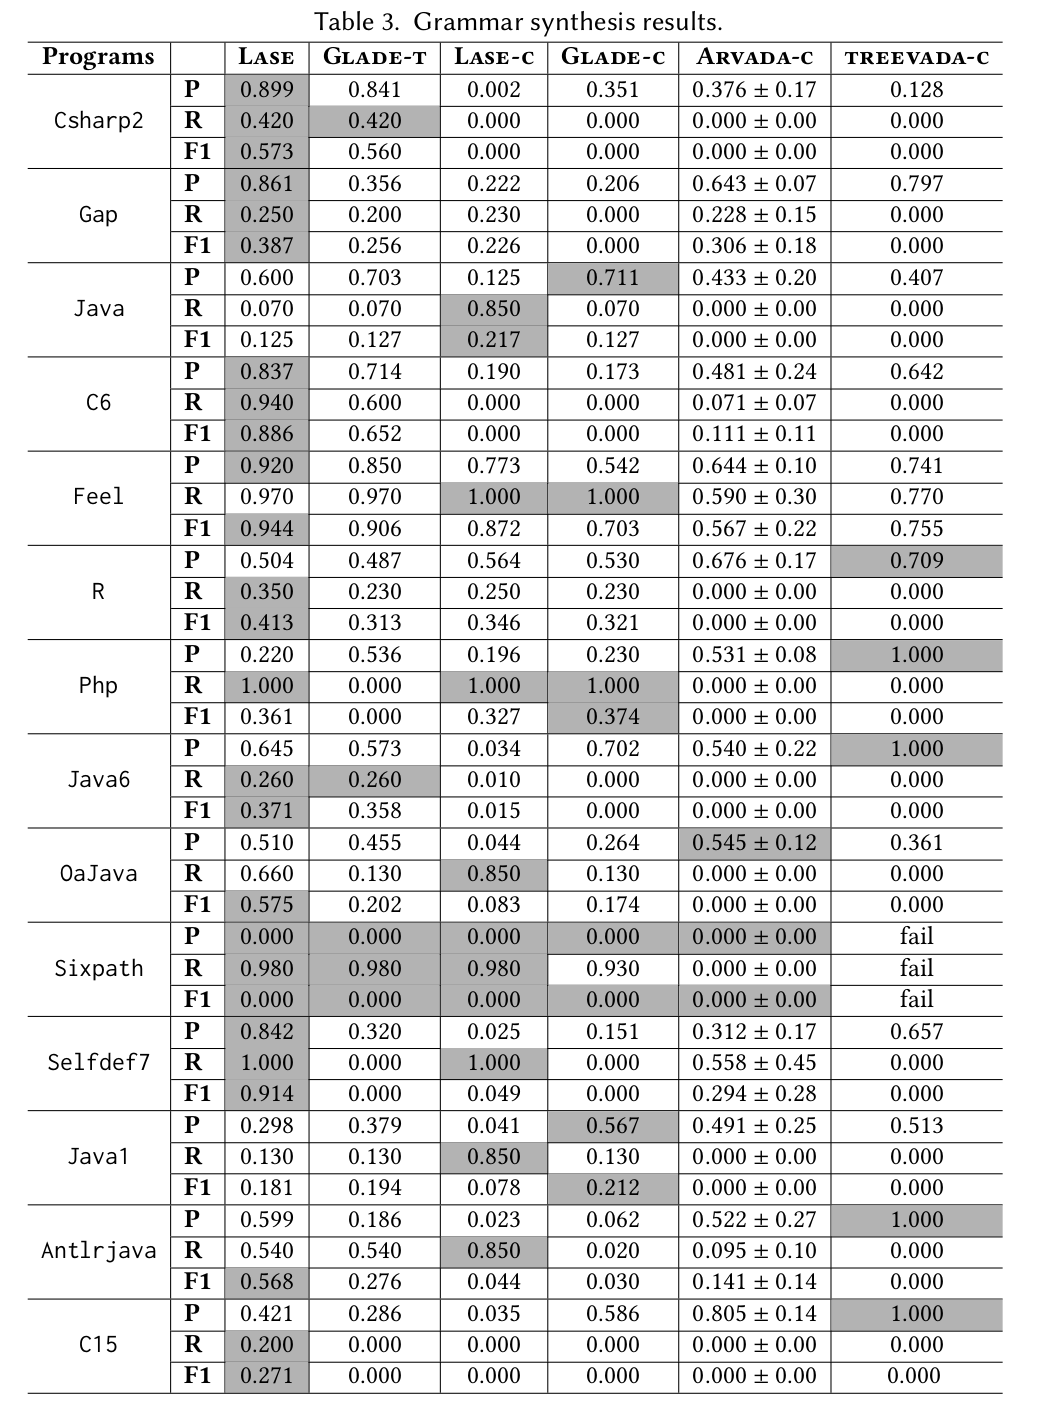 Table 3. Grammar synthesis results.
Programs LASE GLADE-T LASE-C GLADE-C ARVADA-C TREEVADA-C
P 0.899 0.841 0.002 0.351 0.376 ± 0.17 0.128
Csharp2 R 0.420 0.420 0.000 0.000 0.000 ± 0.00 0.000
F1 0.573 0.560 0.000 0.000 0.000 ± 0.00 0.000
P 0.861 0.356 0.222 0.206 0.643 ± 0.07 0.797
Gap R 0.250 0.200 0.230 0.000 0.228 ± 0.15 0.000
F1 0.387 0.256 0.226 0.000 0.306 ± 0.18 0.000
P 0.600 0.703 0.125 0.711 0.433 ± 0.20 0.407
Java R 0.070 0.070 0.850 0.070 0.000 ± 0.00 0.000
F1 0.125 0.127 0.217 0.127 0.000 ± 0.00 0.000
P 0.837 0.714 0.190 0.173 0.481 ± 0.24 0.642
C6 R 0.940 0.600 0.000 0.000 0.071 ± 0.07 0.000
F1 0.886 0.652 0.000 0.000 0.111 ± 0.11 0.000
P 0.920 0.850 0.773 0.542 0.644 ± 0.10 0.741
Feel R 0.970 0.970 1.000 1.000 0.590 ± 0.30 0.770
F1 0.944 0.906 0.872 0.703 0.567 ± 0.22 0.755
P 0.504 0.487 0.564 0.530 0.676 ± 0.17 0.709
R R 0.350 0.230 0.250 0.230 0.000 ± 0.00 0.000
F1 0.413 0.313 0.346 0.321 0.000 ± 0.00 0.000
P 0.220 0.536 0.196 0.230 0.531 ± 0.08 1.000
Php R 1.000 0.000 1.000 1.000 0.000 ± 0.00 0.000
F1 0.361 0.000 0.327 0.374 0.000 ± 0.00 0.000
P 0.645 0.573 0.034 0.702 0.540 ± 0.22 1.000
Java6 R 0.260 0.260 0.010 0.000 0.000 ± 0.00 0.000
F1 0.371 0.358 0.015 0.000 0.000 ± 0.00 0.000
P 0.510 0.455 0.044 0.264 0.545 ± 0.12 0.361
OaJava R 0.660 0.130 0.850 0.130 0.000 ± 0.00 0.000
F1 0.575 0.202 0.083 0.174 0.000 ± 0.00 0.000
P 0.000 0.000 0.000 0.000 0.000 ± 0.00 fail
Sixpath R 0.980 0.980 0.980 0.930 0.000 ± 0.00 fail
F1 0.000 0.000 0.000 0.000 0.000 ± 0.00 fail
P 0.842 0.320 0.025 0.151 0.312 ± 0.17 0.657
Selfdef7 R 1.000 0.000 1.000 0.000 0.558 ± 0.45 0.000
F1 0.914 0.000 0.049 0.000 0.294 ± 0.28 0.000
P 0.298 0.379 0.041 0.567 0.491 ± 0.25 0.513
Java1 R 0.130 0.130 0.850 0.130 0.000 ± 0.00 0.000
F1 0.181 0.194 0.078 0.212 0.000 ± 0.00 0.000
P 0.599 0.186 0.023 0.062 0.522 ± 0.27 1.000
Antlrjava R 0.540 0.540 0.850 0.020 0.095 ± 0.10 0.000
F1 0.568 0.276 0.044 0.030 0.141 ± 0.14 0.000
P 0.421 0.286 0.035 0.586 0.805 ± 0.14 1.000
C15 R 0.200 0.000 0.000 0.000 0.000 ± 0.00 0.000
F1 0.271 0.000 0.000 0.000 0.000 ± 0.00 0.000